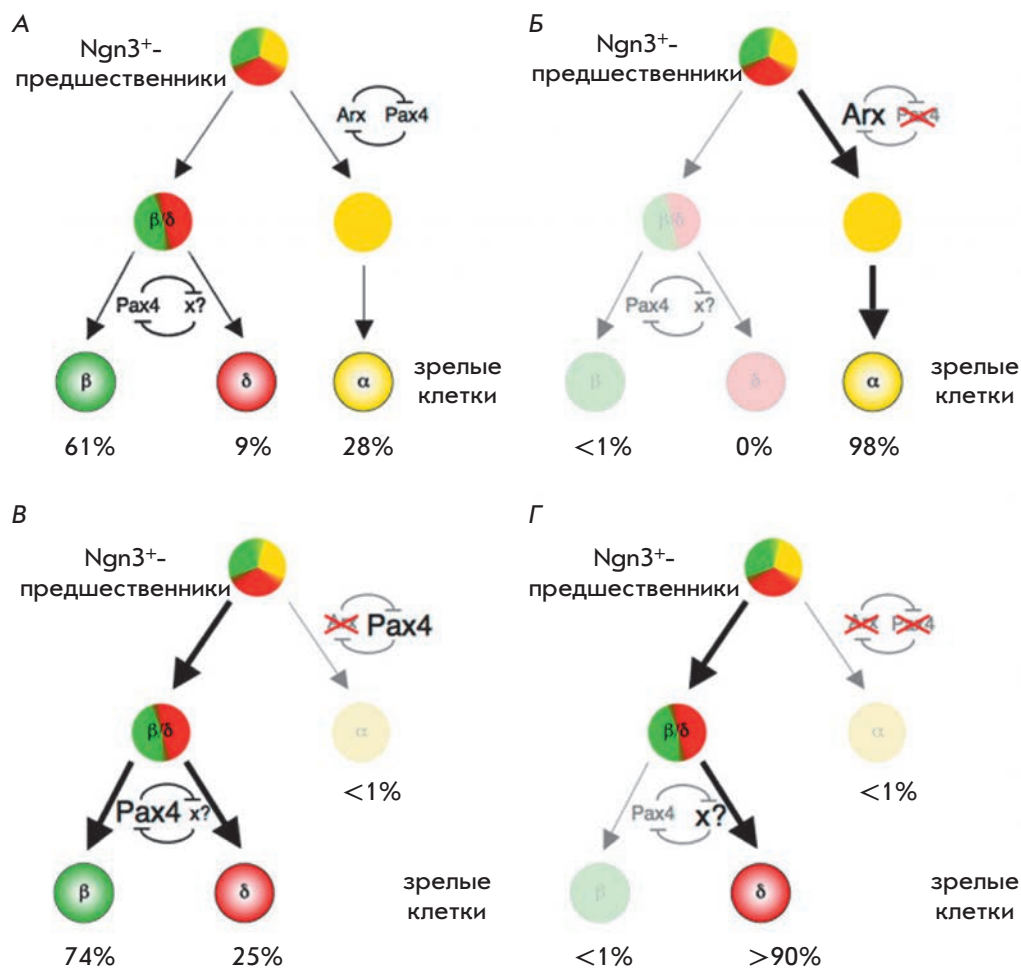 А
Ngn3⁺-
предшественники
Arx Pax4
β/δ
Pax4 x?
β
δ
α
зрелые
клетки
61%
9%
28%
Б
Ngn3⁺-
предшественники
Arx Pax4
β/δ
Pax4 x?
β
δ
α
зрелые
клетки
<1%
0%
98%
В
Ngn3⁺-
предшественники
Arx Pax4
β/δ
α
<1%
Pax4 x?
β
δ
зрелые
клетки
74%
25%
Г
Ngn3⁺-
предшественники
Arx Pax4
β/δ
α
<1%
Pax4 x?
β
δ
зрелые
клетки
<1%
>90%